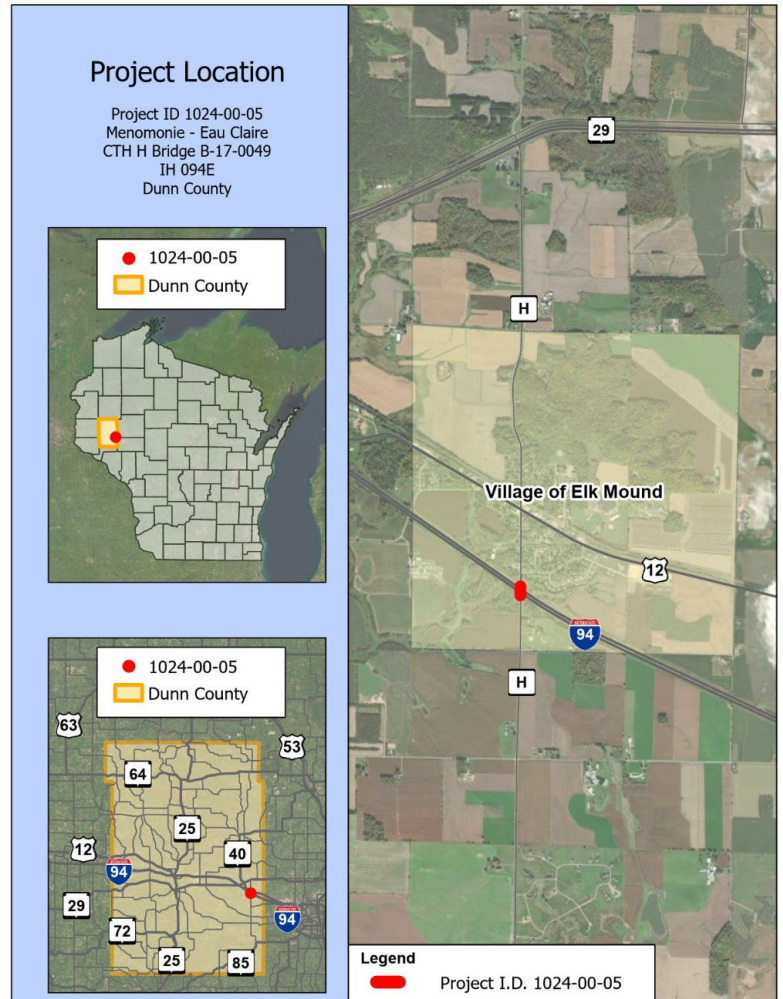 Project Location
Project ID 1024-00-05
Menomonie - Eau Claire
CTH H Bridge B-17-0049
IH 094E
Dunn County
1024-00-05
Dunn County
1024-00-05
Dunn County
63
53
64
25
12
40
94
29
94
72
25
85
29
H
Village of Elk Mound
12
94
H
Legend
Project I.D. 1024-00-05